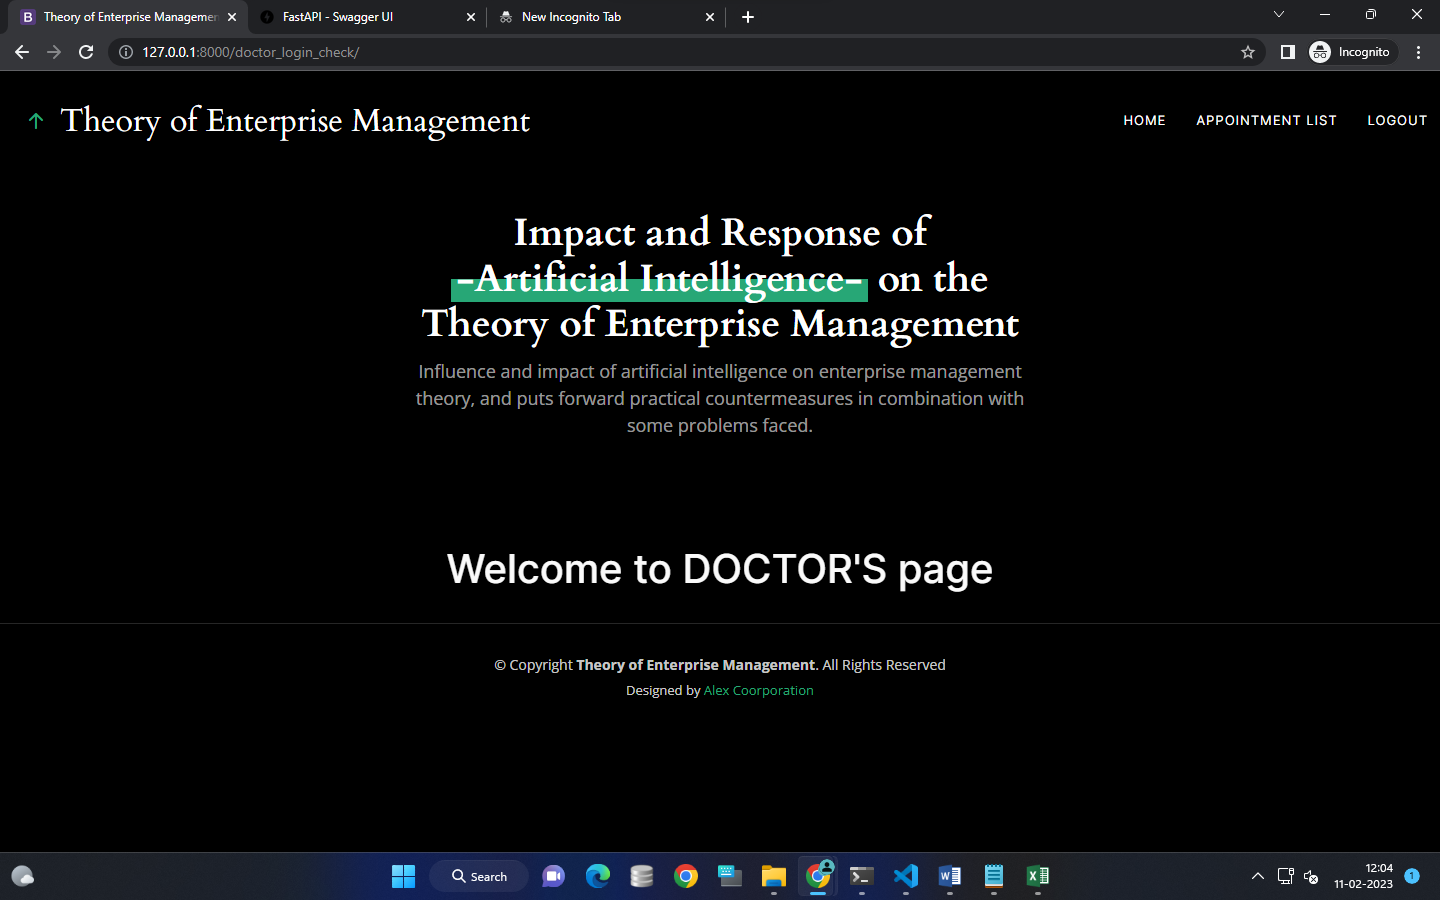 Theory of Enterprise Managemen
FastAPI - Swagger UI
New Incognito Tab
127.0.0.1:8000/doctor_login_check/
Incognito
Theory of Enterprise Management
HOME
APPOINTMENT LIST
LOGOUT
Impact and Response of
-Artificial Intelligence- on the
Theory of Enterprise Management
Influence and impact of artificial intelligence on enterprise management
theory, and puts forward practical countermeasures in combination with
some problems faced.
Welcome to DOCTOR'S page
© Copyright Theory of Enterprise Management. All Rights Reserved
Designed by Alex Coorporation
Search
12:04
11-02-2023
1